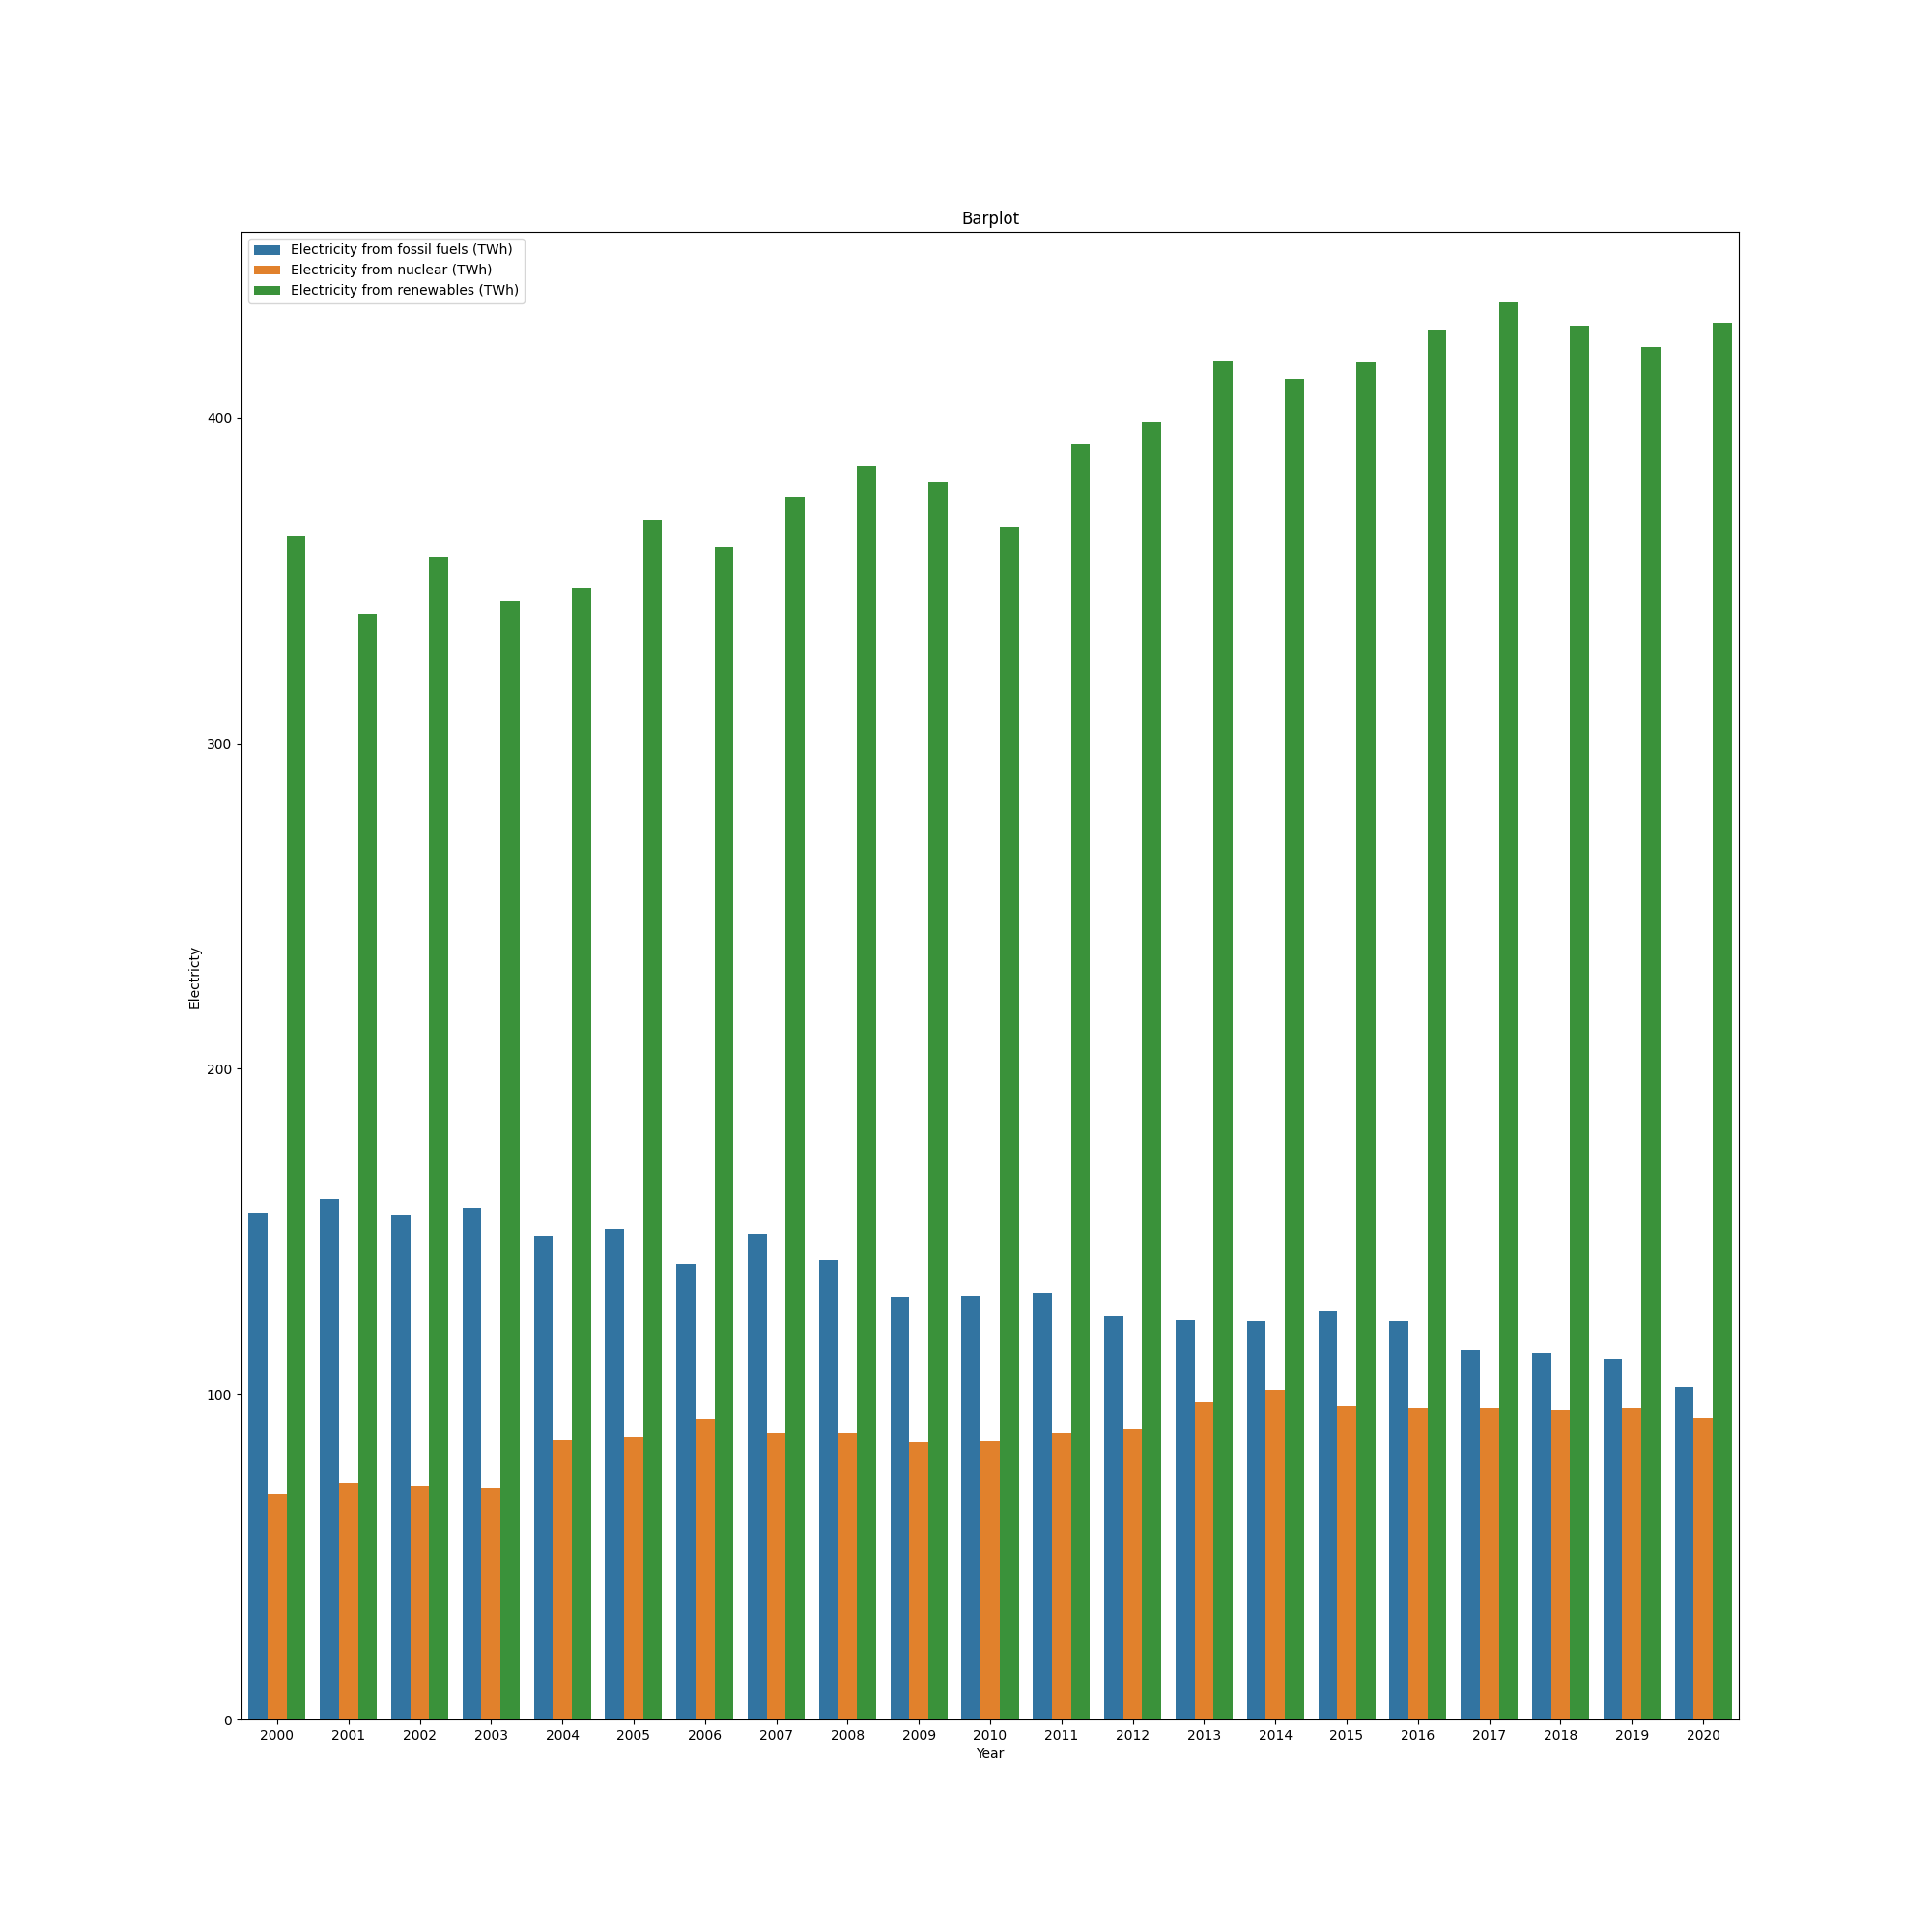 Barplot
Electricity from fossil fuels (TWh)
Electricity from nuclear (TWh)
Electricity from renewables (TWh)
400
300
200
100
0
Electricty
2000 2001 2002 2003 2004 2005 2006 2007 2008 2009 2010 2011 2012 2013 2014 2015 2016 2017 2018 2019 2020
Year